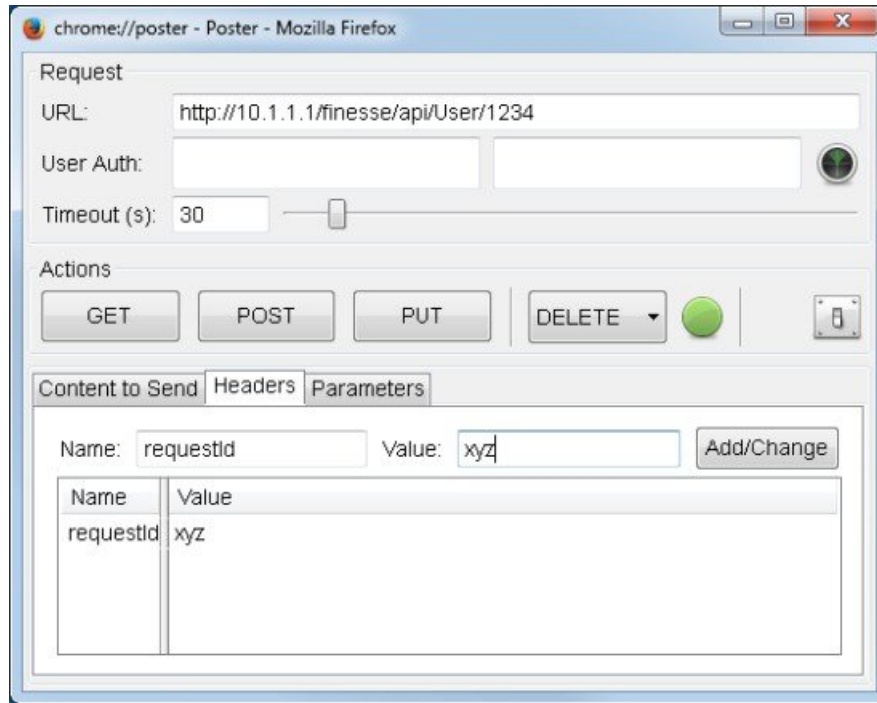 chrome://poster - Poster - Mozilla Firefox
Request
URL: http://10.1.1.1/finesse/api/User/1234
User Auth:
Timeout (s): 30
Actions
GET POST PUT DELETE
Content to Send Headers Parameters
Name: requestId Value: xyz Add/Change
Name Value
requestId xyz